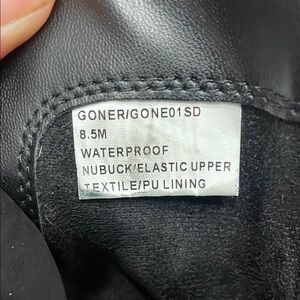 GONER/GONE01SD
8.5M
WATERPROOF
NUBUCK/ELASTIC UPPER
TEXTILE/PU LINING